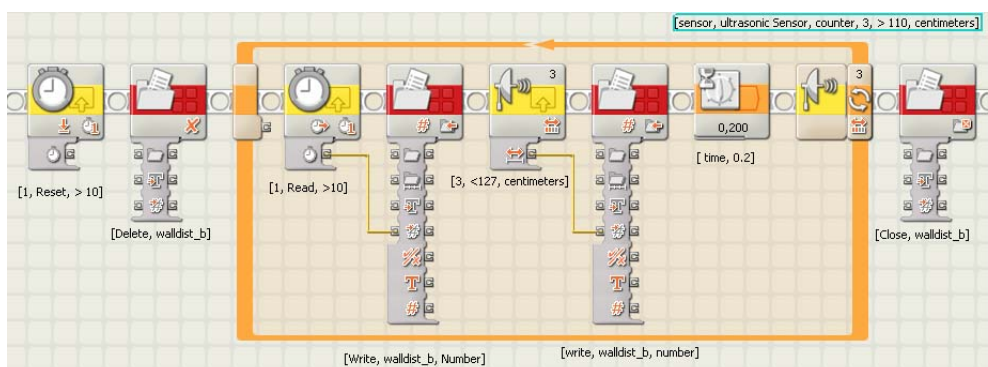 [sensor, ultrasonic Sensor, counter, 3, > 110, centimeters]
3
3
0,200
[ time, 0.2]
[1, Reset, > 10]
[1, Read, >10]
[3, <127, centimeters]
[Delete, walldist_b]
[Close, walldist_b]
[Write, walldist_b, Number]
[write, walldist_b, number]